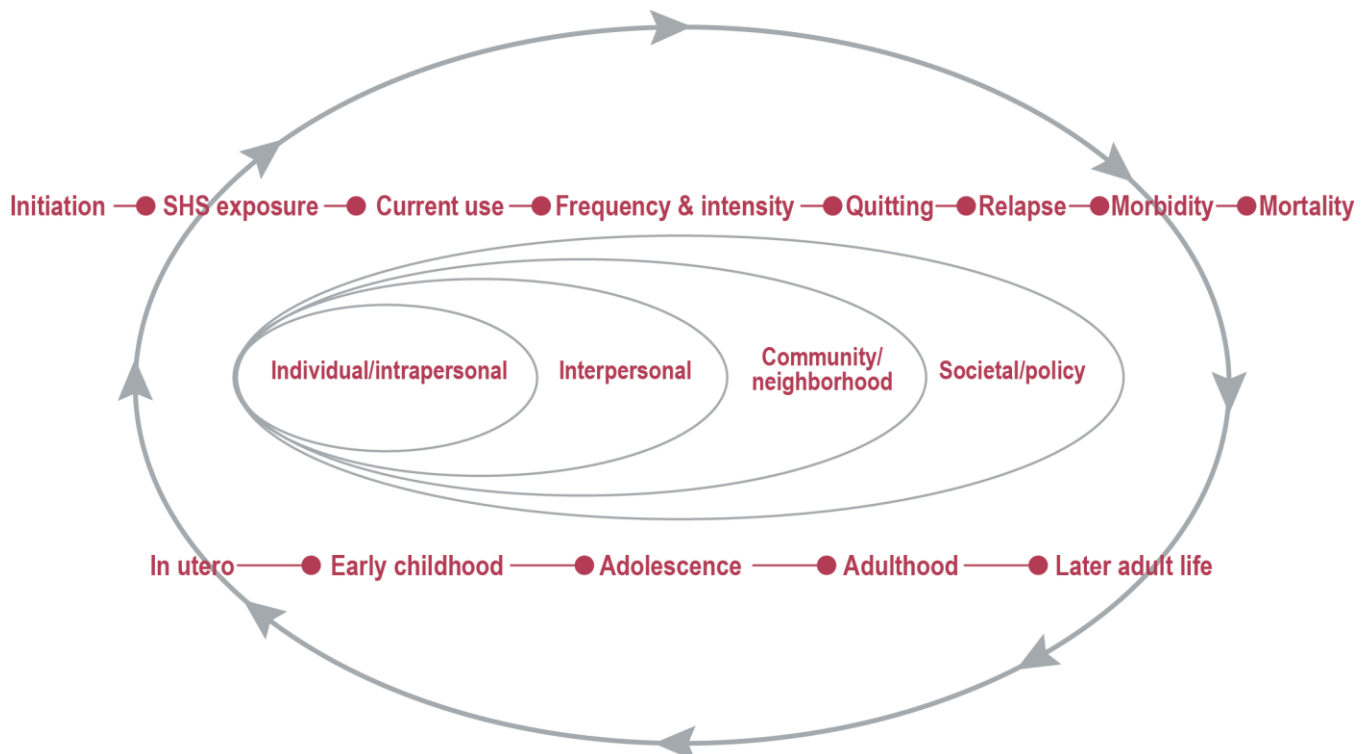 Initiation SHS exposure Current use Frequency & intensity Quitting Relapse Morbidity Mortality
Individual/intrapersonal
Interpersonal
Community/
neighborhood
Societal/policy
In utero Early childhood Adolescence Adulthood Later adult life